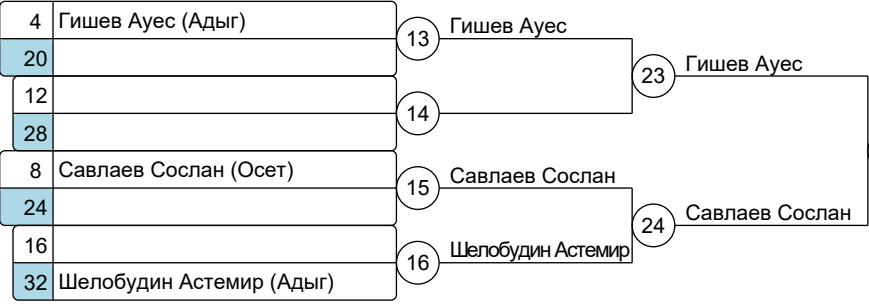 4 Гишев Ауес (Адыг)
13 Гишев Ауес
20
23 Гишев Ауес
12
14
28
8 Савлаев Сослан (Осет)
15 Савлаев Сослан
24
24 Савлаев Сослан
16
16 Шелобудин Астемир
32 Шелобудин Астемир (Адыг)